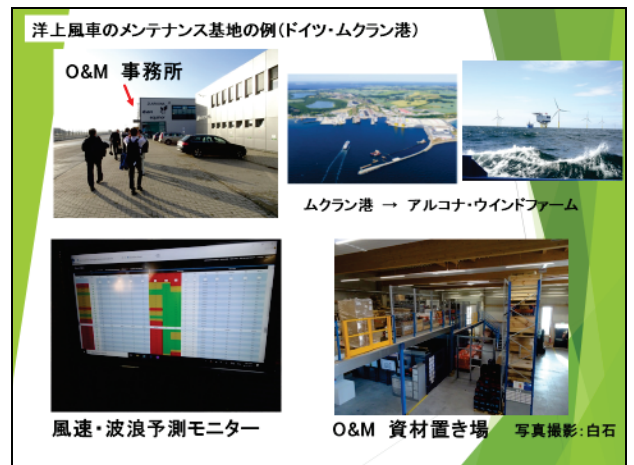 洋上風車のメンテナンス基地の例(ドイツ・ムクラン港)
O&M 事務所
ムクラン港 → アルコナ・ウインドファーム
風速・波浪予測モニター
O&M 資材置き場
写真撮影:白石